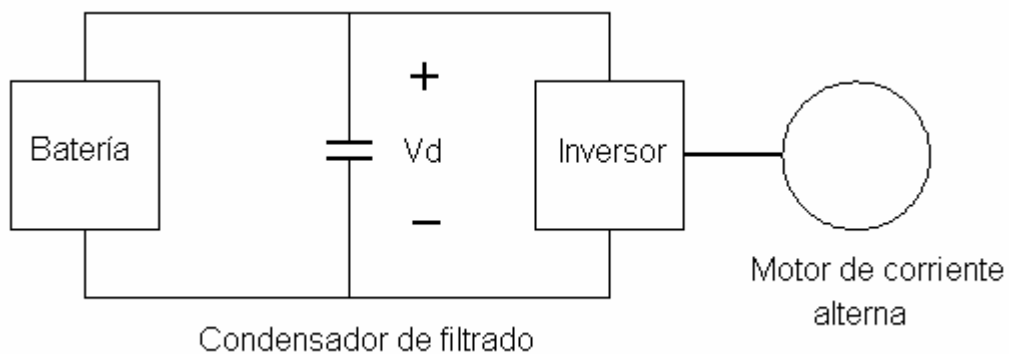 Batería
+
Vd
−
Inversor
Motor de corriente
alterna
Condensador de filtrado